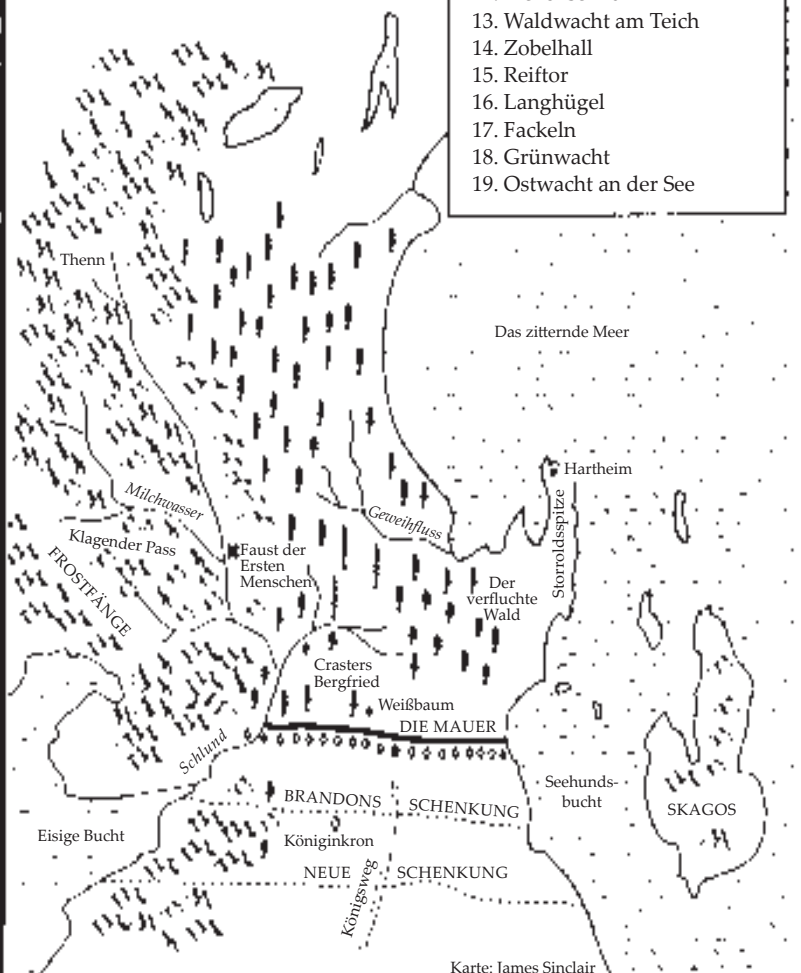 13. Waldwacht am Teich
14. Zobelhall
15. Reiftor
16. Langhügel
17. Fackeln
18. Grünwacht
19. Ostwacht an der See
Thenn
Das zitternde Meer
Hartheim
Milchwasser
Geweihfluss
Storroldsspitze
Klagender Pass
Faust der
Ersten
Menschen
FROSTFÄNGE
Der
verfluchte
Wald
Crasters
Bergfried
Weißbaum
DIE MAUER
Schlund
Seehunds-
bucht
SKAGOS
BRANDONS SCHENKUNG
Eisige Bucht
Königinkron
NEUE SCHENKUNG
Königsweg
Karte: James Sinclair